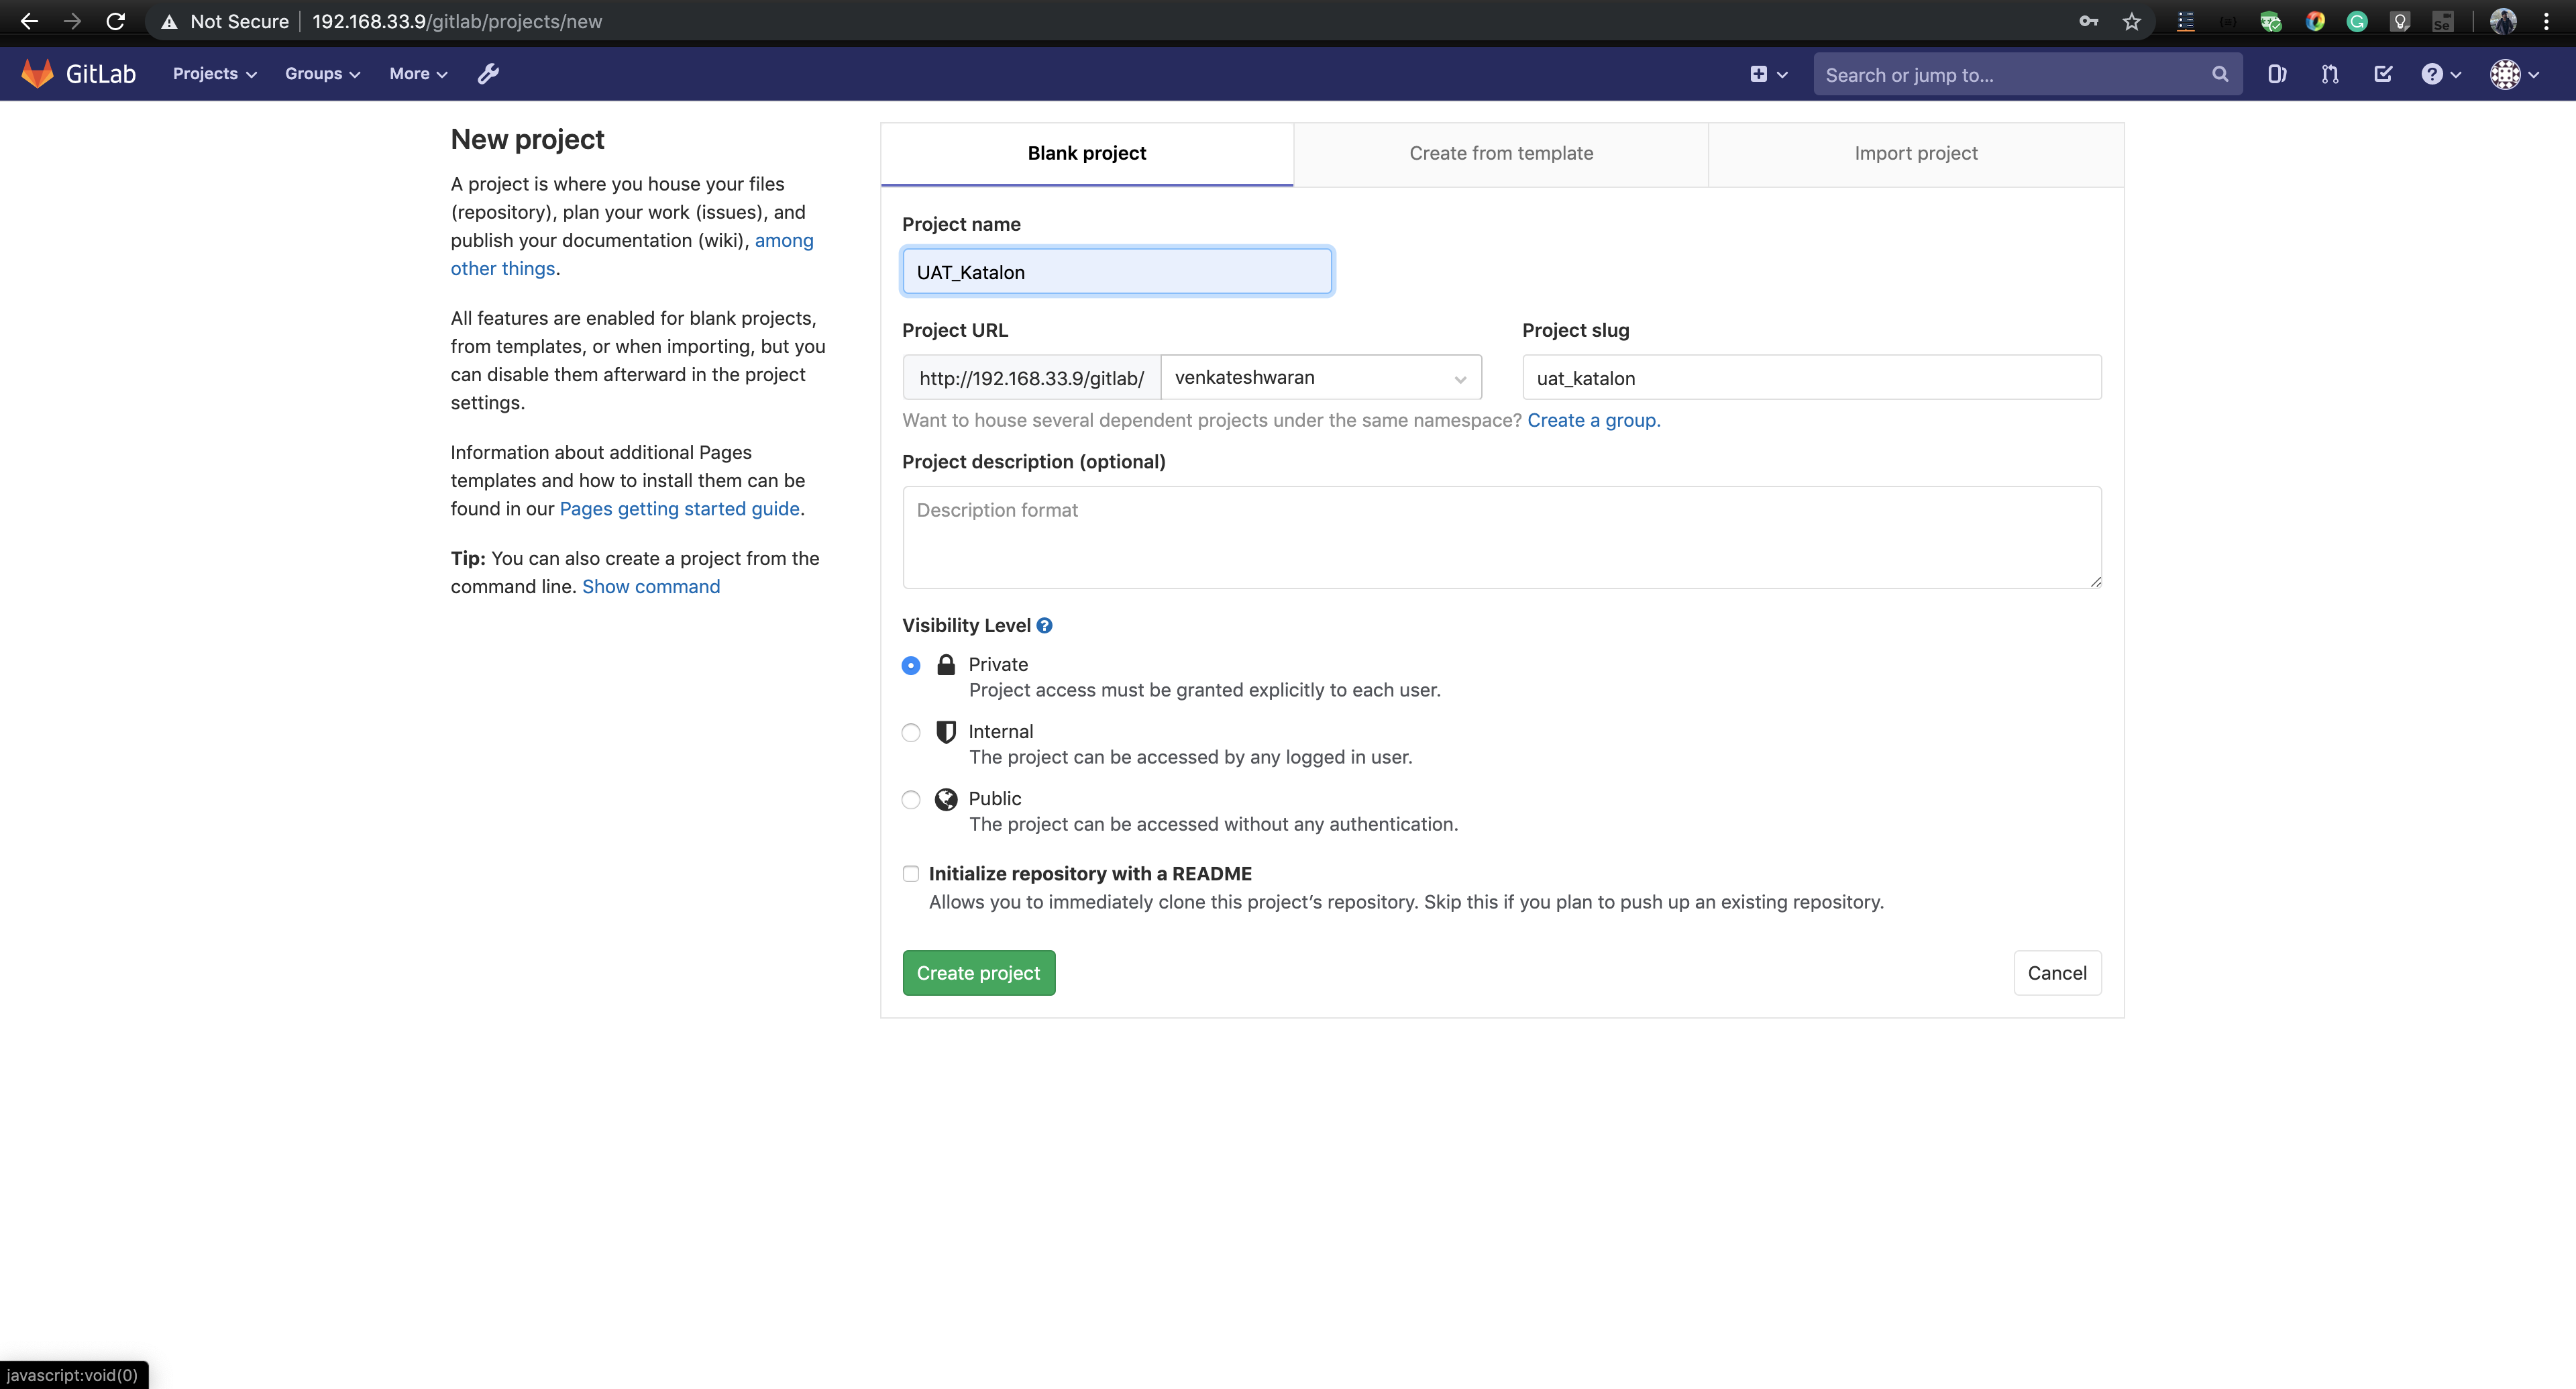 Not Secure 192.168.33.9/gitlab/projects/new
GitLab Projects Groups More Search or jump to...
New project
A project is where you house your files
(repository), plan your work (issues), and
publish your documentation (wiki), among
other things.
All features are enabled for blank projects,
from templates, or when importing, but you
can disable them afterward in the project
settings.
Information about additional Pages
templates and how to install them can be
found in our Pages getting started guide.
Tip: You can also create a project from the
command line. Show command
Blank project Create from template Import project
Project name
UAT_Katalon
Project URL Project slug
http://192.168.33.9/gitlab/ venkateshwaran uat_katalon
Want to house several dependent projects under the same namespace? Create a group.
Project description (optional)
Description format
Visibility Level
Private
Project access must be granted explicitly to each user.
Internal
The project can be accessed by any logged in user.
Public
The project can be accessed without any authentication.
Initialize repository with a README
Allows you to immediately clone this project’s repository. Skip this if you plan to push up an existing repository.
Create project Cancel
javascript:void(0)